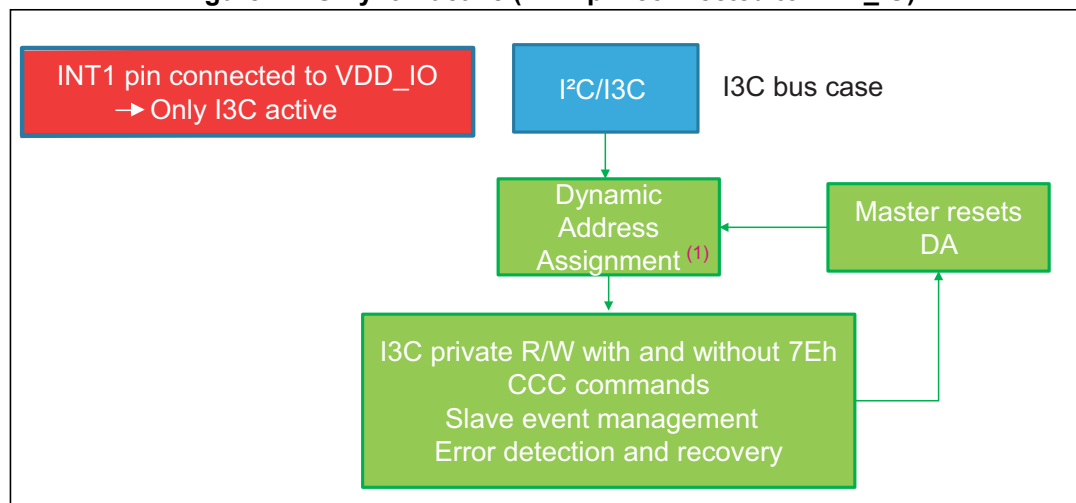 INT1 pin connected to VDD_IO
→ Only I3C active
I²C/I3C
I3C bus case
Dynamic
Address
Assignment (1)
Master resets
DA
I3C private R/W with and without 7Eh
CCC commands
Slave event management
Error detection and recovery